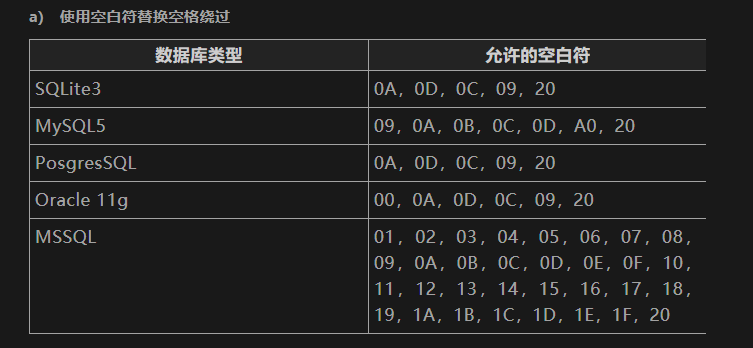 a) 使用空白符替换空格绕过
数据库类型 允许的空白符
SQLite3 0A，0D，0C，09，20
MySQL5 09，0A，0B，0C，0D，A0，20
PosgresSQL 0A，0D，0C，09，20
Oracle 11g 00，0A，0D，0C，09，20
MSSQL 01，02，03，04，05，06，07，08，
09，0A，0B，0C，0D，0E，0F，10，
11，12，13，14，15，16，17，18，
19，1A，1B，1C，1D，1E，1F，20